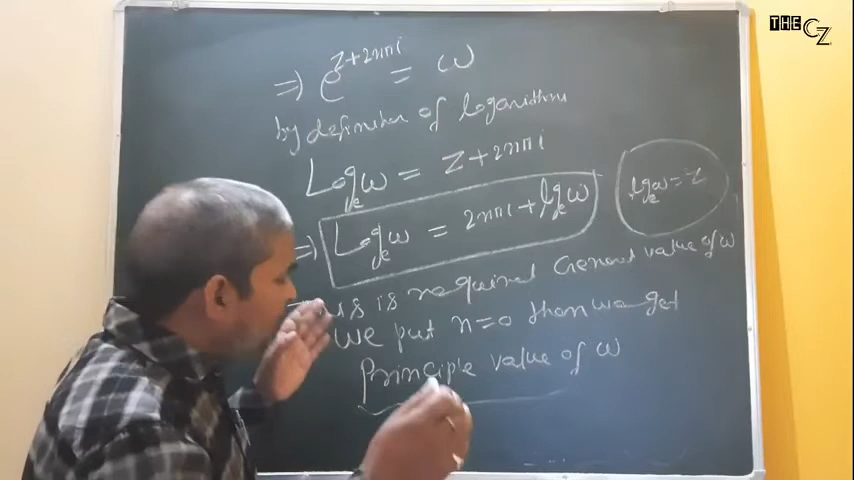 THE CZ
⇒ e^{z+2nπi} = ω
by definition of logarithm
Log_e ω = z+2nπi
⇒ Log_e ω = 2nπi + log_e ω
log_e ω = z
is required General value of ω
We put n=0 then we get
Principle value of ω